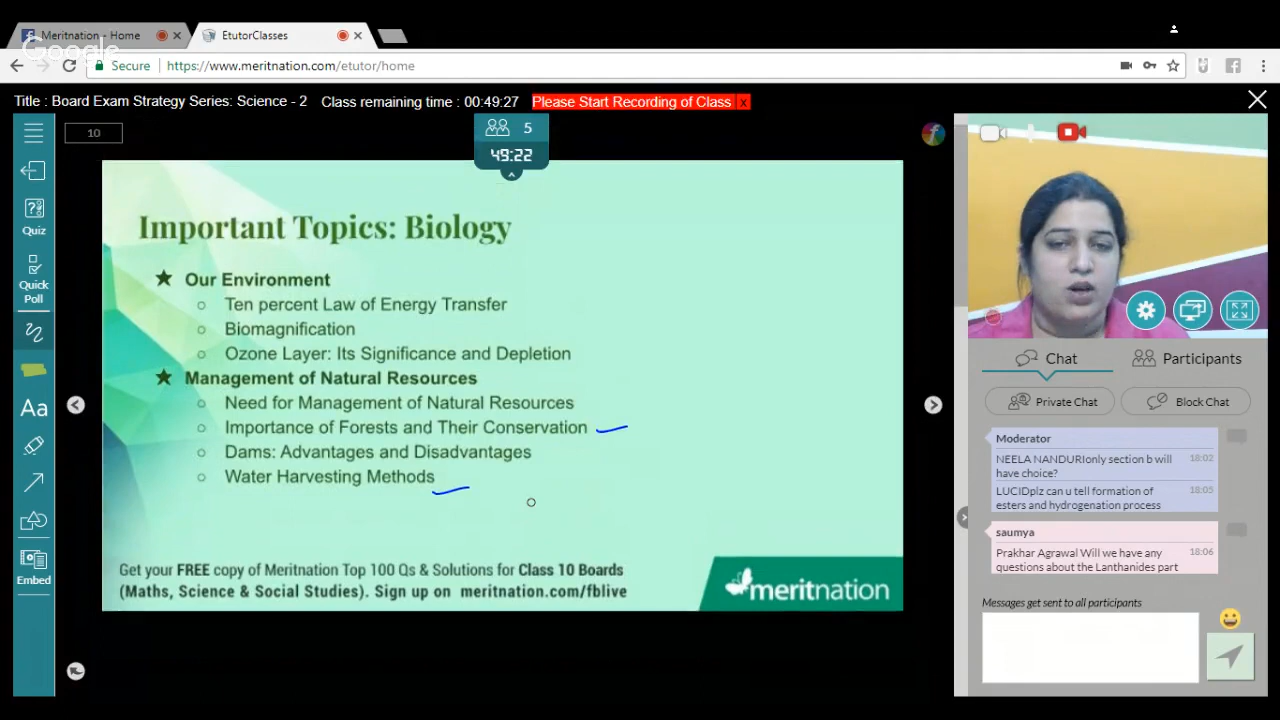 Meritnation - Home
EtutorClasses
Google
Secure
https://www.meritnation.com/etutor/home
Title : Board Exam Strategy Series: Science - 2
Class remaining time : 00:49:27
Please Start Recording of Class x
10
5
49:22
Quiz
Quick
Poll
Aa
Embed
Important Topics: Biology
Our Environment
Ten percent Law of Energy Transfer
Biomagnification
Ozone Layer: Its Significance and Depletion
Management of Natural Resources
Need for Management of Natural Resources
Importance of Forests and Their Conservation
Dams: Advantages and Disadvantages
Water Harvesting Methods
Get your FREE copy of Meritnation Top 100 Qs & Solutions for Class 10 Boards
(Maths, Science & Social Studies). Sign up on meritnation.com/fblive
meritnation
Chat
Participants
Private Chat
Block Chat
Moderator
NEELA NANDURIonly section b will 18:02
have choice?
LUCIDplz can u tell formation of 18:05
esters and hydrogenation process
saumya
Prakhar Agrawal Will we have any 18:06
questions about the Lanthanides part
Messages get sent to all participants